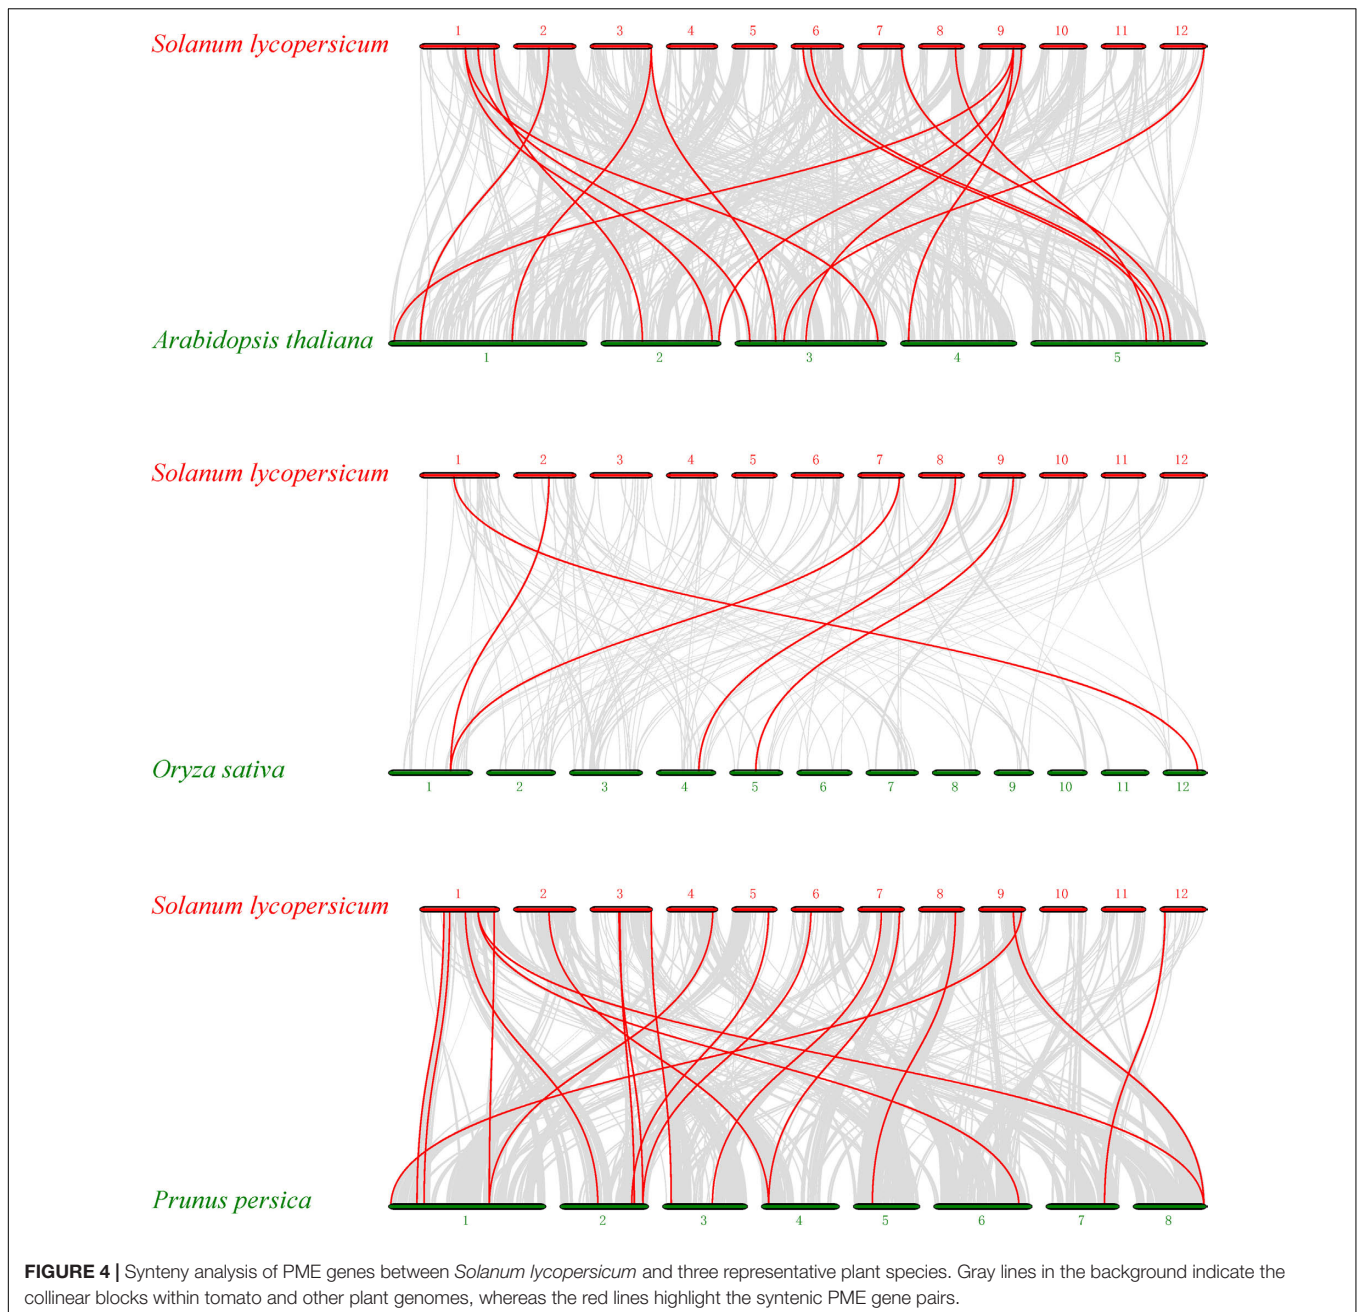 1 2 3 4 5 6 7 8 9 10 11 12
Solanum lycopersicum
Arabidopsis thaliana
1 2 3 4 5
1 2 3 4 5 6 7 8 9 10 11 12
Solanum lycopersicum
Oryza sativa
1 2 3 4 5 6 7 8 9 10 11 12
1 2 3 4 5 6 7 8 9 10 11 12
Solanum lycopersicum
Prunus persica
1 2 3 4 5 6 7 8
FIGURE 4 | Synteny analysis of PME genes between Solanum lycopersicum and three representative plant species. Gray lines in the background indicate the
collinear blocks within tomato and other plant genomes, whereas the red lines highlight the syntenic PME gene pairs.